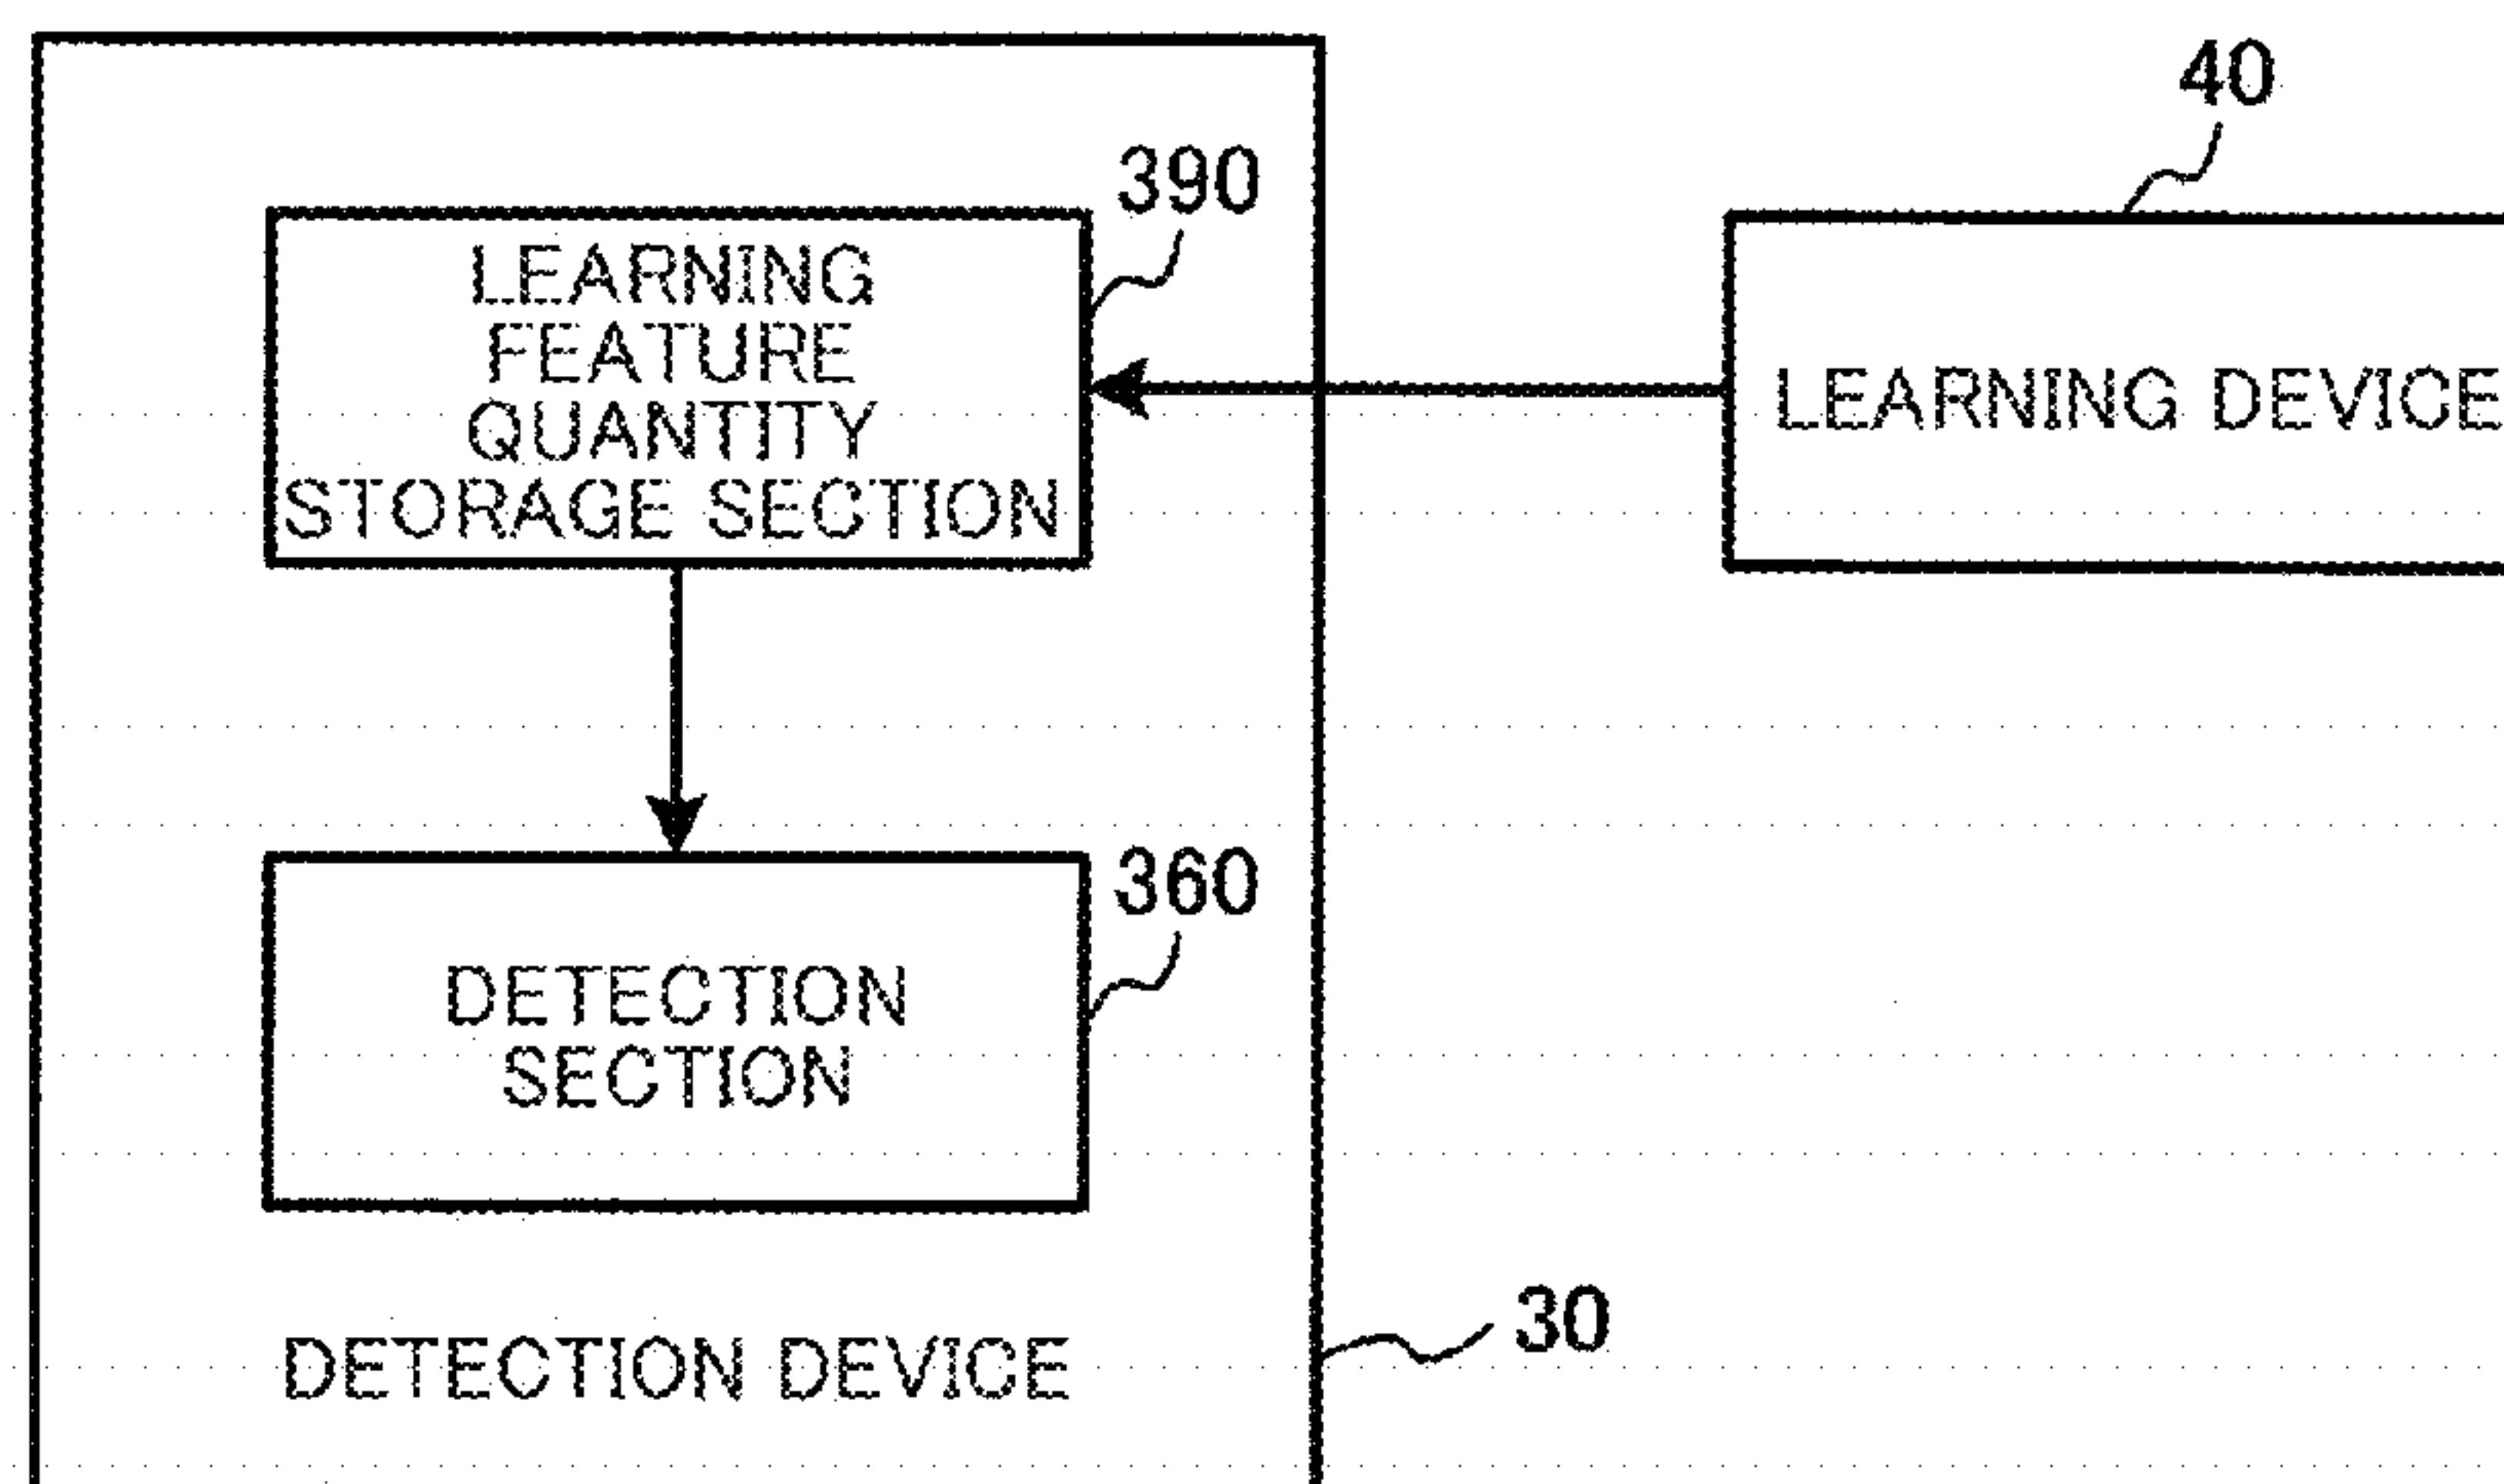 40
390
LEARNING
FEATURE
QUANTITY
STORAGE SECTION
LEARNING DEVICE
360
DETECTION
SECTION
30
DETECTION DEVICE